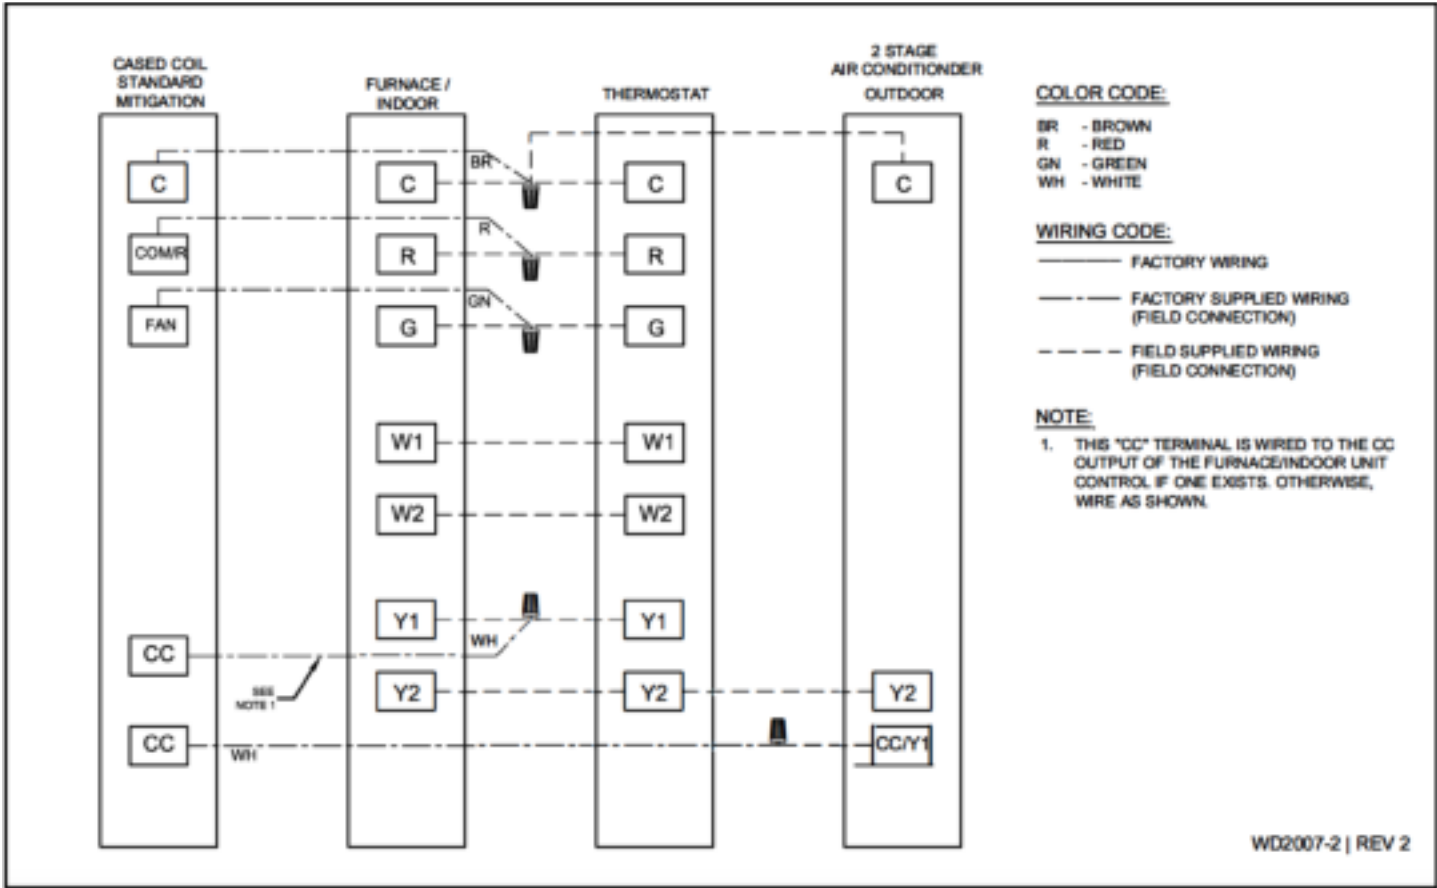 CASED COIL
STANDARD
MITIGATION
FURNACE /
INDOOR
THERMOSTAT
2 STAGE
AIR CONDITIONDER
OUTDOOR
C
COM/R
FAN
CC
CC
C
R
G
W1
W2
Y1
Y2
C
R
G
W1
W2
Y1
Y2
C
Y2
CC/Y1
BR
R
GN
WH
WH
SEE
NOTE 1
COLOR CODE:
BR - BROWN
R - RED
GN - GREEN
WH - WHITE
WIRING CODE:
FACTORY WIRING
FACTORY SUPPLIED WIRING
(FIELD CONNECTION)
FIELD SUPPLIED WIRING
(FIELD CONNECTION)
NOTE:
1. THIS "CC" TERMINAL IS WIRED TO THE CC
OUTPUT OF THE FURNACE/INDOOR UNIT
CONTROL IF ONE EXISTS. OTHERWISE,
WIRE AS SHOWN.
WD2007-2 | REV 2